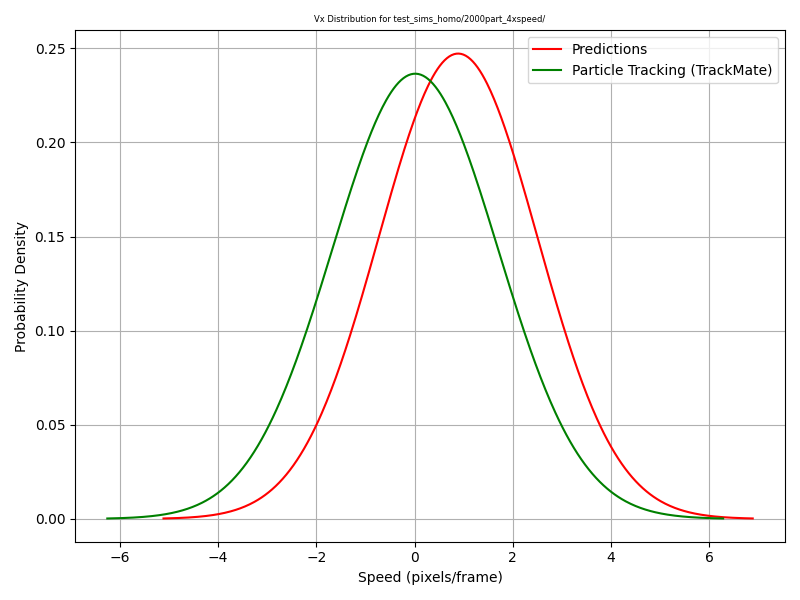 Vx Distribution for test_sims_homo/2000part_4xspeed/
Predictions
Particle Tracking (TrackMate)
Probability Density
0.25
0.20
0.15
0.10
0.05
0.00
−6 −4 −2 0 2 4 6
Speed (pixels/frame)